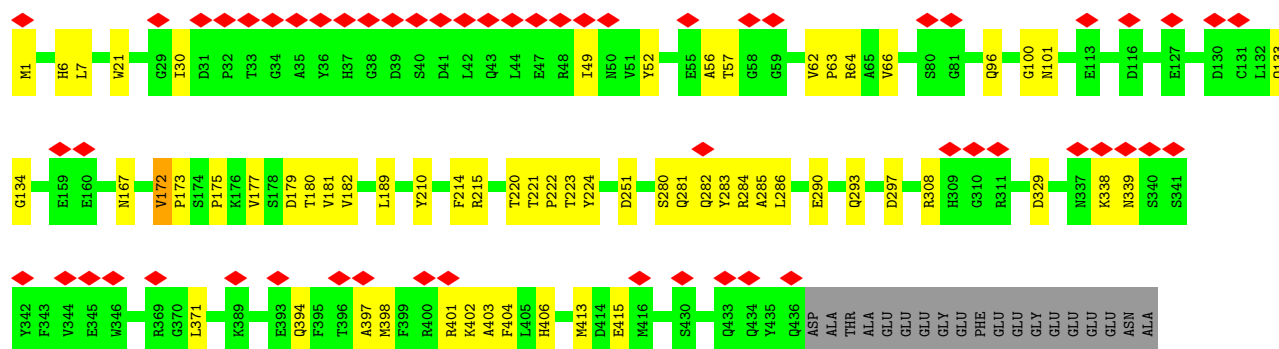 M1 H6 L7 W21 G29 I30 D31 P32 T33 G34 A35 Y36 H37 G38 D39 S40 D41 L42 Q43 L44 E47 R48 I49 N50 V51 Y52 E55 A56 T57 G58 G59 V62 P63 R64 A65 V66 S80 G81 Q96 G100 N101 E113 D116 E127 D130 C131 L132
G134 E159 E160 N167 V172 P173 S174 P175 K176 V177 S178 D179 T180 V181 V182 L189 Y210 F214 R215 T220 T221 P222 T223 Y224 D251 S280 Q281 Q282 Y283 R284 A285 L286 E290 Q293 D297 R308 H309 G310 R311 D329 N337 K338 N339 S340 S341
Y342 F343 V344 E345 W346 R369 G370 L371 K389 E393 Q394 F395 T396 A397 M398 F399 R400 R401 K402 A403 F404 L405 H406 M413 D414 E415 M416 S430 Q433 Q434 Y435 Q436 ASP ALA THR ALA GLU GLU GLU GLY GLU PHE GLU GLU GLY GLU GLU GLU GLU ASN ALA